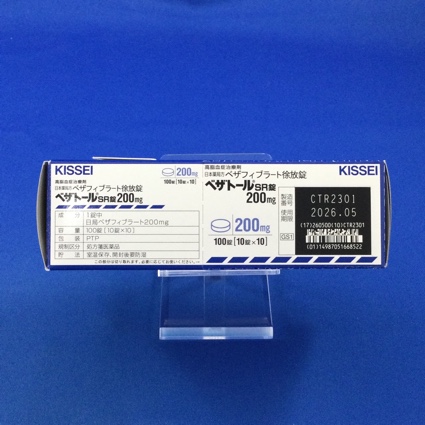 KISSEI
高脂血症治療剤
日本薬局方 ベザフィブラート徐放錠
ベザトール®SR錠200mg
200mg
100錠[10錠×10]
成分 1錠中
日局ベザフィブラート200mg
容量 100錠[10錠×10]
包装 PTP
規制区分 処方箋医薬品
貯法 室温保存、開封後要防湿
KISSEI
高脂血症治療剤
日本薬局方 ベザフィブラート徐放錠
ベザトール®SR錠
200mg
200mg
100錠[10錠×10]
製造番号 CTR2301
使用期限 2026.05
(17)260500(10)CTR2301
GS1
(01)14987051668522